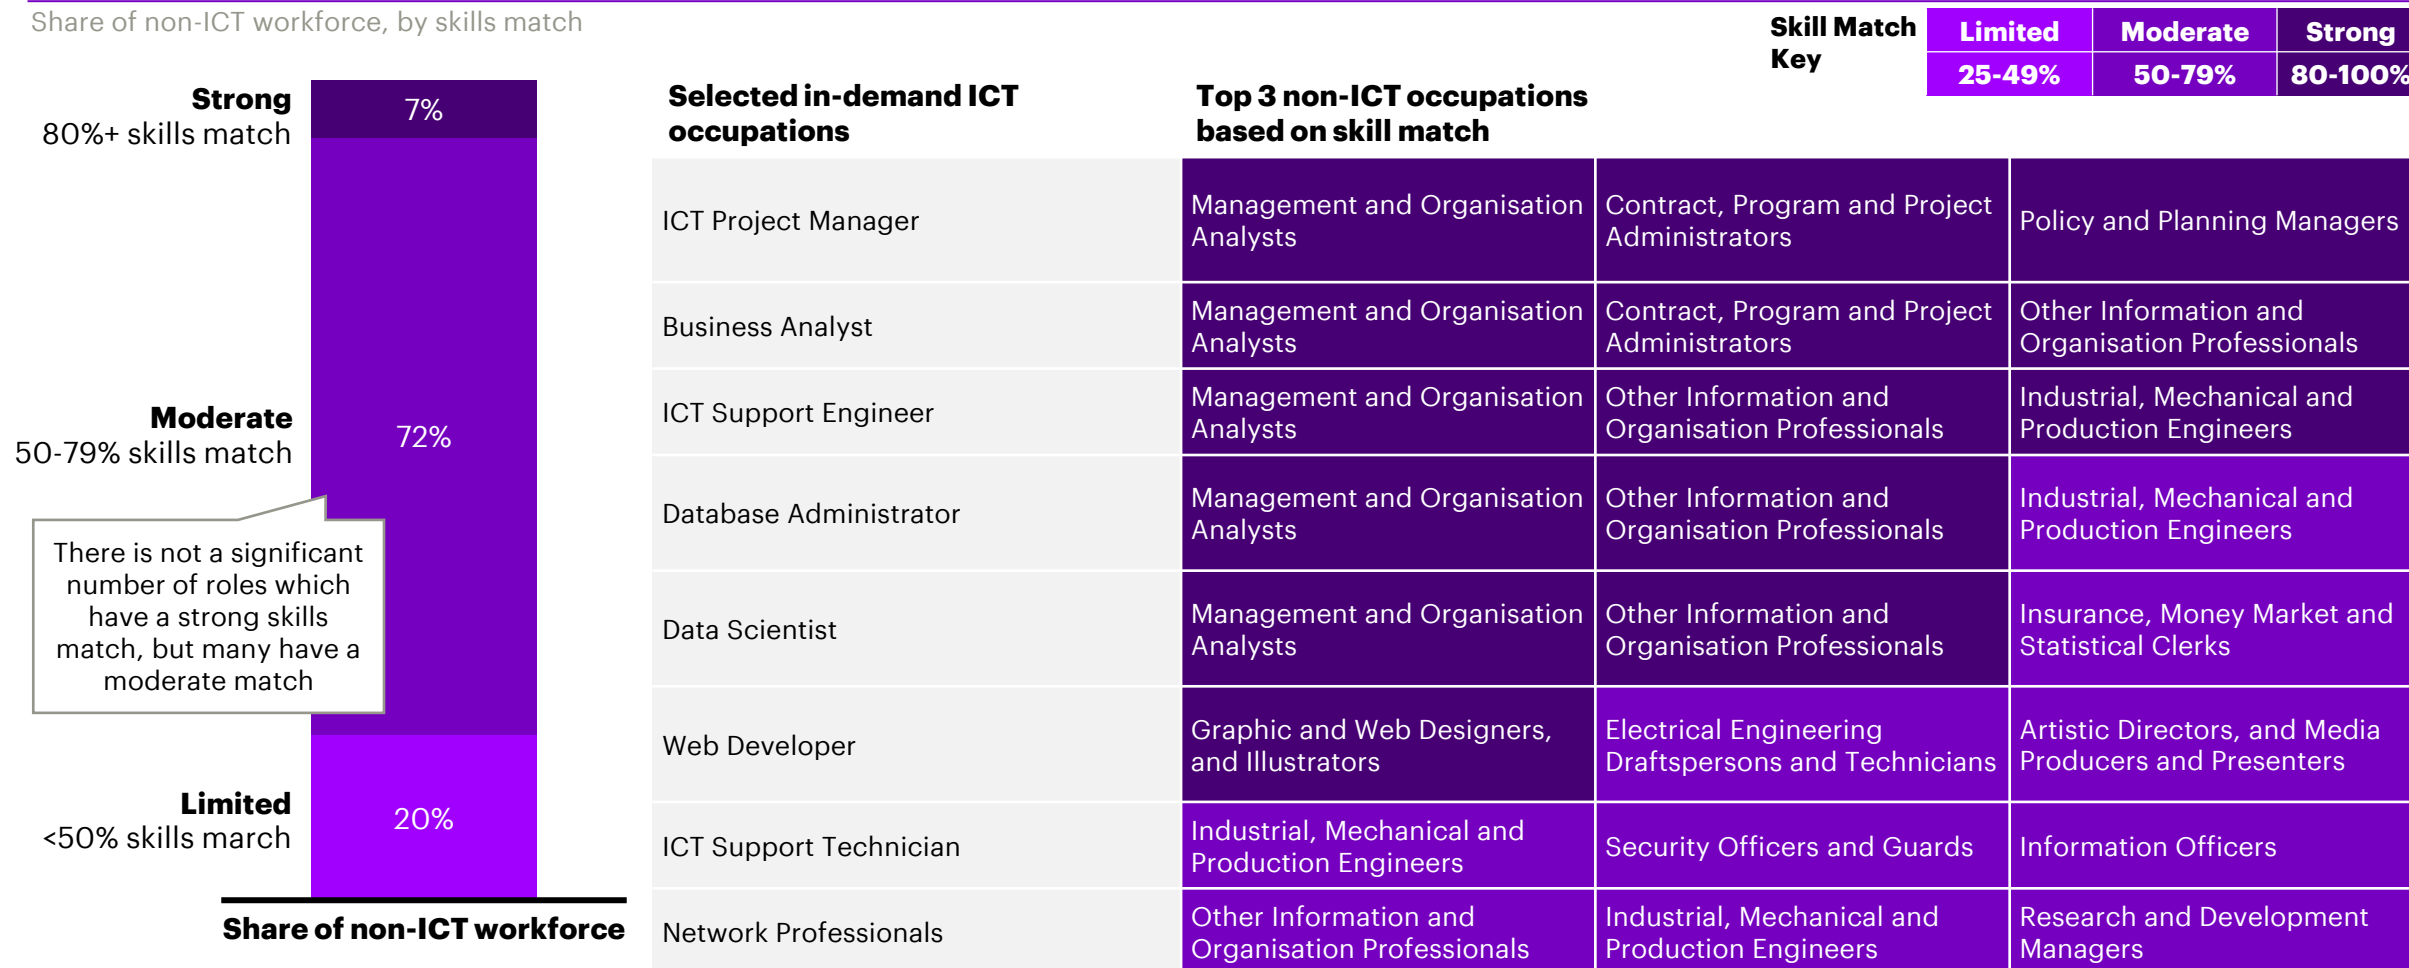 Share of non-ICT workforce, by skills match
Skill Match
Key
Limited
Moderate
Strong
25-49%
50-79%
80-100%
Strong
80%+ skills match
7%
Moderate
50-79% skills match
72%
There is not a significant
number of roles which
have a strong skills
match, but many have a
moderate match
Limited
<50% skills march
20%
Share of non-ICT workforce
Selected in-demand ICT
occupations
Top 3 non-ICT occupations
based on skill match
ICT Project Manager
Management and Organisation
Analysts
Contract, Program and Project
Administrators
Policy and Planning Managers
Business Analyst
Management and Organisation
Analysts
Contract, Program and Project
Administrators
Other Information and
Organisation Professionals
ICT Support Engineer
Management and Organisation
Analysts
Other Information and
Organisation Professionals
Industrial, Mechanical and
Production Engineers
Database Administrator
Management and Organisation
Analysts
Other Information and
Organisation Professionals
Industrial, Mechanical and
Production Engineers
Data Scientist
Management and Organisation
Analysts
Other Information and
Organisation Professionals
Insurance, Money Market and
Statistical Clerks
Web Developer
Graphic and Web Designers,
and Illustrators
Electrical Engineering
Draftspersons and Technicians
Artistic Directors, and Media
Producers and Presenters
ICT Support Technician
Industrial, Mechanical and
Production Engineers
Security Officers and Guards
Information Officers
Network Professionals
Other Information and
Organisation Professionals
Industrial, Mechanical and
Production Engineers
Research and Development
Managers